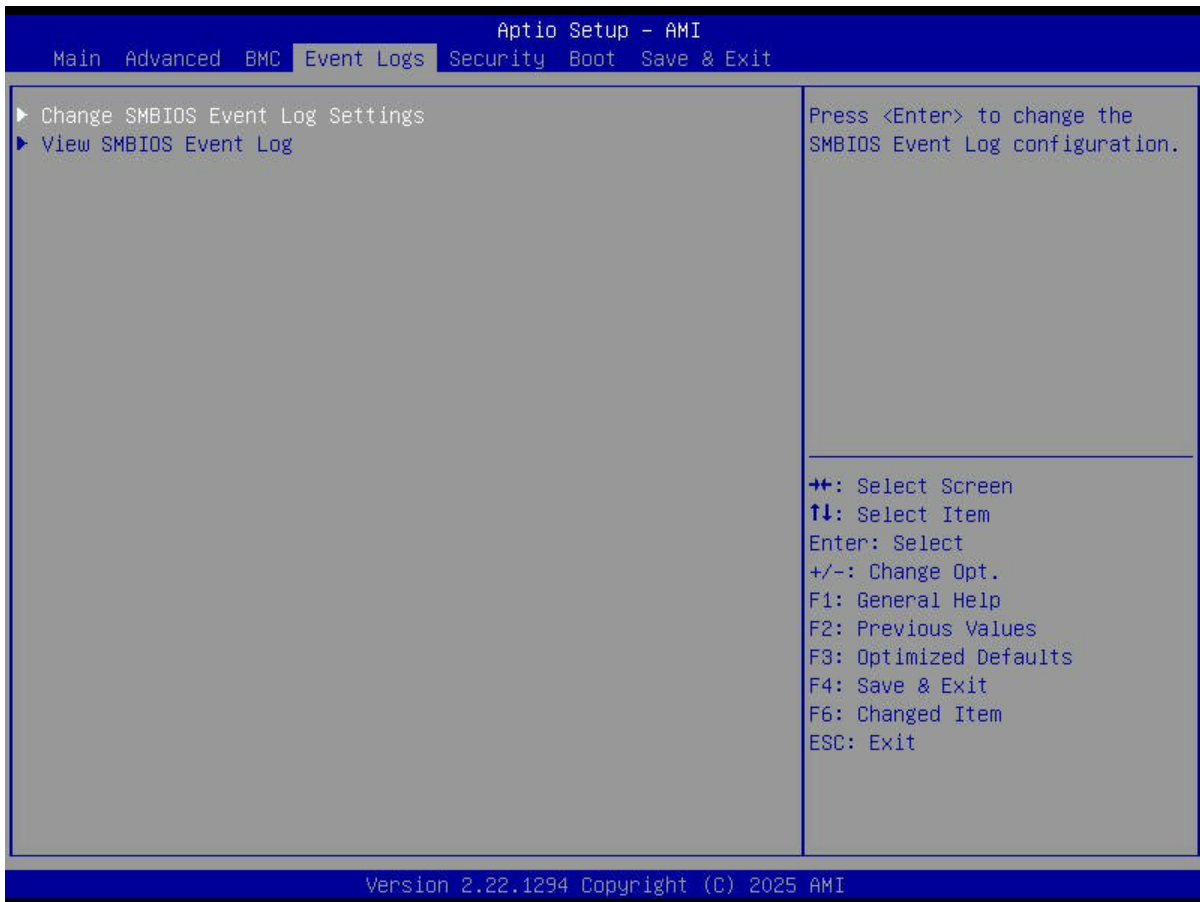 Aptio Setup - AMI
Main Advanced BMC Event Logs Security Boot Save & Exit
Change SMBIOS Event Log Settings
View SMBIOS Event Log
Press <Enter> to change the
SMBIOS Event Log configuration.
→←: Select Screen
↑↓: Select Item
Enter: Select
+/-: Change Opt.
F1: General Help
F2: Previous Values
F3: Optimized Defaults
F4: Save & Exit
F6: Changed Item
ESC: Exit
Version 2.22.1294 Copyright (C) 2025 AMI